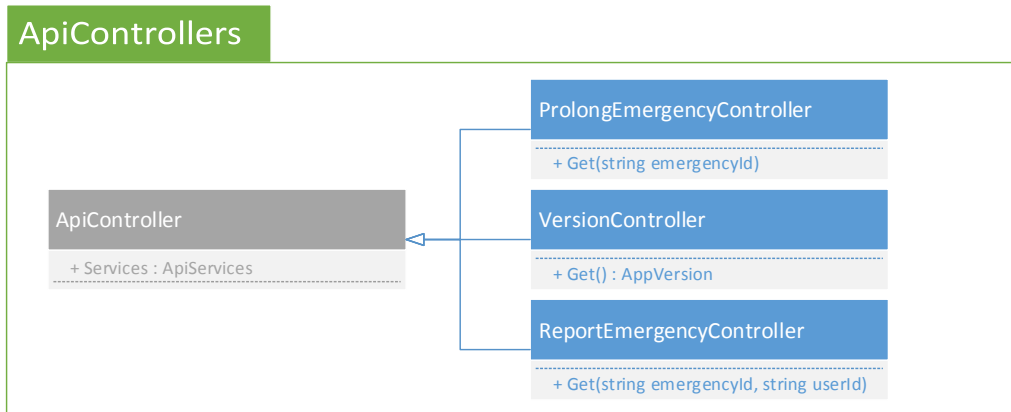 ApiControllers
ProlongEmergencyController
+ Get(string emergencyId)
ApiController
+ Services : ApiServices
VersionController
+ Get() : AppVersion
ReportEmergencyController
+ Get(string emergencyId, string userId)